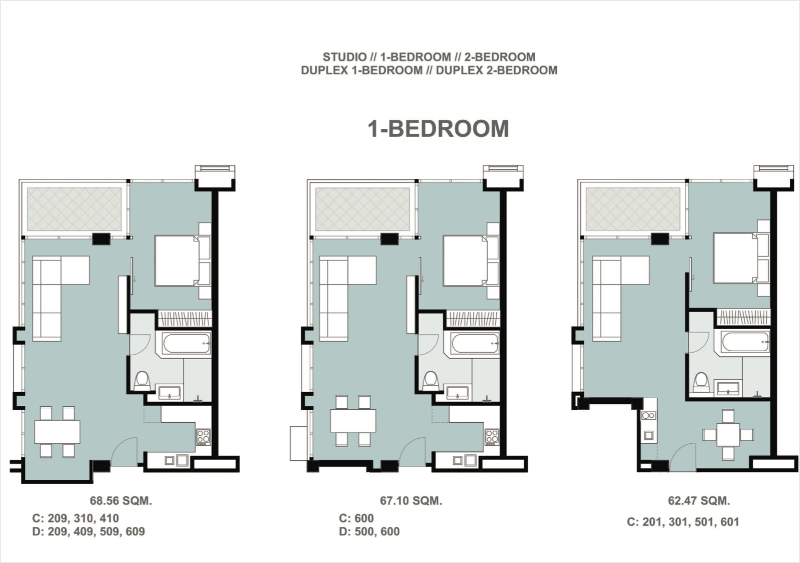 STUDIO // 1-BEDROOM // 2-BEDROOM
DUPLEX 1-BEDROOM // DUPLEX 2-BEDROOM
1-BEDROOM
68.56 SQM.
C: 209, 310, 410
D: 209, 409, 509, 609
67.10 SQM.
C: 600
D: 500, 600
62.47 SQM.
C: 201, 301, 501, 601